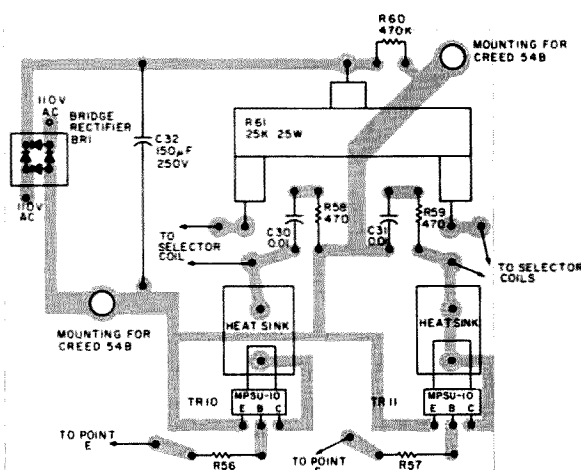 R60
470K
MOUNTING FOR
CREED 54B
110V
A.C
BRIDGE
RECTIFIER
BR1
110V
AC
C32
150µF
250V
R61
25K 25W
R58
470
C30
0.01
R59
470
C31
0.01
TO
SELECTOR
COIL
TO SELECTOR
COILS
MOUNTING FOR
CREED 54B
HEAT SINK
HEATSINK
TR10
MPSU-10
E B C
TR11
MPSU-10
E B C
TO POINT
E
R56
TO POINT
R57